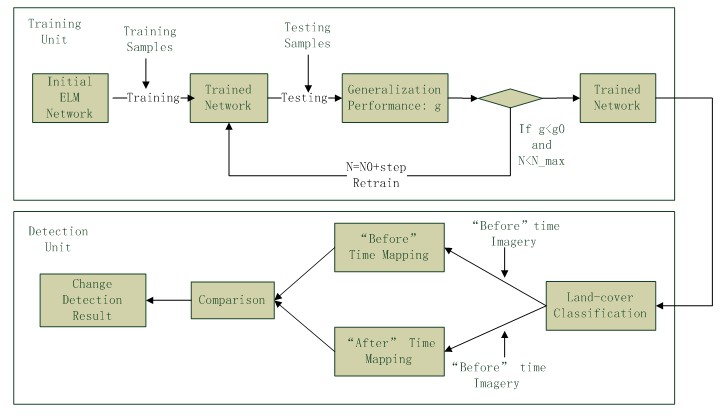 Training
Unit
Training
Samples
Testing
Samples
Initial
ELM
Network
Training
Trained
Network
Testing
Generalization
Performance: g
Trained
Network
If g<g0
and
N<N_max
N=N0+step
Retrain
Detection
Unit
“Before”
Time Mapping
“Before” time
Imagery
Change
Detection
Result
Comparison
Land-cover
Classification
“After” Time
Mapping
“Before” time
Imagery